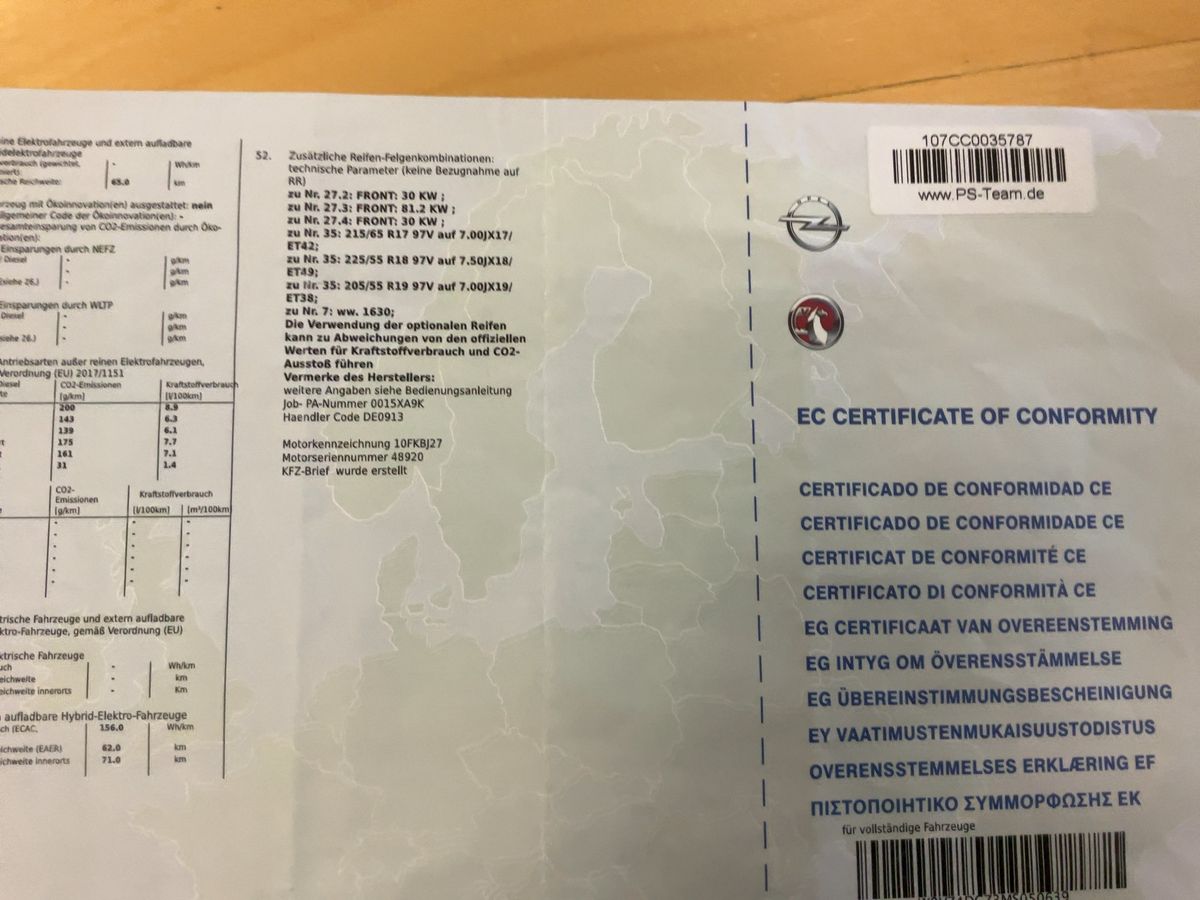 ine Elektrofahrzeuge und extern aufladbare
idelektrofahrzeuge
verbrauch (gewichtet, - Wh/km
niert):
sche Reichweite: 65.0 km
rzeug mit Ökoinnovation(en) ausgestattet: nein
llgemeiner Code der Ökoinnovation(en): -
esamteinsparung von CO2-Emissionen durch Öko-
ation(en):
Einsparungen durch NEFZ
Diesel - g/km
- g/km
(siehe 26.) - g/km
Einsparungen durch WLTP
Diesel - g/km
- g/km
siehe 26.) - g/km
Antriebsarten außer reinen Elektrofahrzeugen,
Verordnung (EU) 2017/1151
Diesel CO2-Emissionen Kraftstoffverbrauch
te [g/km] [l/100km]
200 8.9
143 6.3
139 6.1
t 175 7.7
t 161 7.1
31 1.4
CO2- Kraftstoffverbrauch
Emissionen
[g/km] [l/100km] [m³/100km]
- - -
- - -
- - -
- - -
- - -
- - -
trische Fahrzeuge und extern aufladbare
ktro-Fahrzeuge, gemäß Verordnung (EU)
ktrische Fahrzeuge
uch - Wh/km
eichweite - km
eichweite innerorts - Km
n aufladbare Hybrid-Elektro-Fahrzeuge
ch (ECAC, 156.0 Wh/km
eichweite (EAER) 62.0 km
eichweite innerorts 71.0 km
52. Zusätzliche Reifen-Felgenkombinationen:
technische Parameter (keine Bezugnahme auf
RR)
zu Nr. 27.2: FRONT: 30 KW ;
zu Nr. 27.3: FRONT: 81.2 KW ;
zu Nr. 27.4: FRONT: 30 KW ;
zu Nr. 35: 215/65 R17 97V auf 7.00JX17/
ET42;
zu Nr. 35: 225/55 R18 97V auf 7.50JX18/
ET49;
zu Nr. 35: 205/55 R19 97V auf 7.00JX19/
ET38;
zu Nr. 7: ww. 1630;
Die Verwendung der optionalen Reifen
kann zu Abweichungen von den offiziellen
Werten für Kraftstoffverbrauch und CO2-
Ausstoß führen
Vermerke des Herstellers:
weitere Angaben siehe Bedienungsanleitung
Job- PA-Nummer 0015XA9K
Haendler Code DE0913
Motorkennzeichnung 10FKBJ27
Motorseriennummer 48920
KFZ-Brief wurde erstellt
107CC0035787
www.PS-Team.de
EC CERTIFICATE OF CONFORMITY
CERTIFICADO DE CONFORMIDAD CE
CERTIFICADO DE CONFORMIDADE CE
CERTIFICAT DE CONFORMITÉ CE
CERTIFICATO DI CONFORMITÀ CE
EG CERTIFICAAT VAN OVEREENSTEMMING
EG INTYG OM ÖVERENSSTÄMMELSE
EG ÜBEREINSTIMMUNGSBESCHEINIGUNG
EY VAATIMUSTENMUKAISUUSTODISTUS
OVERENSSTEMMELSES ERKLÆRING EF
ΠΙΣΤΟΠΟΙΗΤΙΚΟ ΣΥΜΜΟΡΦΩΣΗΣ ΕΚ
für vollständige Fahrzeuge